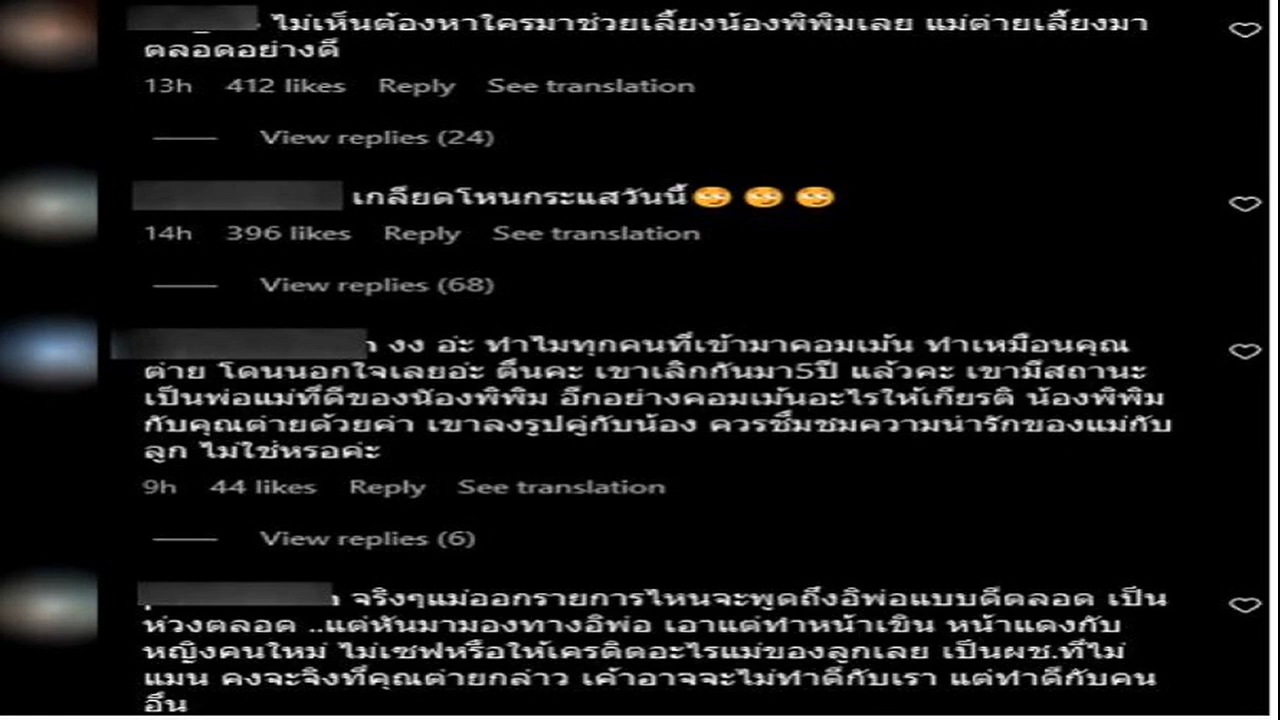 ไม่เห็นต้องหาใครมาช่วยเลี้ยงน้องพิพิมเลย แม่ต่ายเลี้ยงมา
ตลอดอย่างดี
13h 412 likes Reply See translation
View replies (24)
เกลียดโหนกระแสวันนี้😒😒😒
14h 396 likes Reply See translation
View replies (68)
งง อ่ะ ทำไมทุกคนที่เข้ามาคอมเม้น ทำเหมือนคุณ
ต่าย โดนนอกใจเลยอ่ะ ตื่นคะ เขาเลิกกันมา5ปี แล้วคะ เขามีสถานะ
เป็นพ่อแม่ที่ดีของน้องพิพิม อีกอย่างคอมเม้นอะไรให้เกียรติ น้องพิพิม
กับคุณต่ายด้วยค่า เขาลงรูปคู่กับน้อง ควรชื่มชมความน่ารักของแม่กับ
ลูก ไม่ใช่หรอค่ะ
9h 44 likes Reply See translation
View replies (6)
จริงๆแม่ออกรายการไหนจะพูดถึงอิพ่อแบบดีตลอด เป็น
ห่วงตลอด ..แต่หันมามองทางอิพ่อ เอาแต่ทำหน้าเขิน หน้าแดงกับ
หญิงคนใหม่ ไม่เซฟหรือให้เครดิตอะไรแม่ของลูกเลย เป็นผช.ที่ไม่
แมน คงจะจิงที่คุณต่ายกล่าว เค้าอาจจะไม่ทำดีกับเรา แต่ทำดีกับคน
อื่น